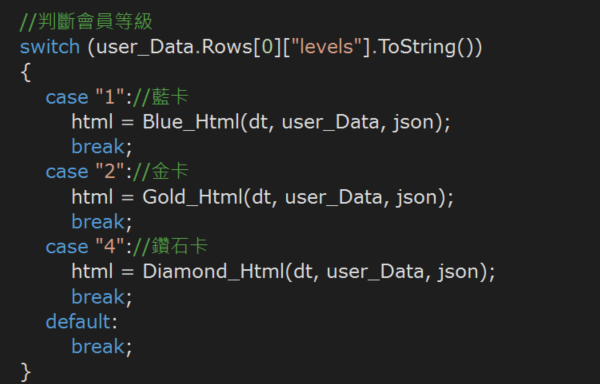 //判斷會員等級
switch (user_Data.Rows[0]["levels"].ToString())
{
case "1"://藍卡
html = Blue_Html(dt, user_Data, json);
break;
case "2"://金卡
html = Gold_Html(dt, user_Data, json);
break;
case "4"://鑽石卡
html = Diamond_Html(dt, user_Data, json);
break;
default:
break;
}